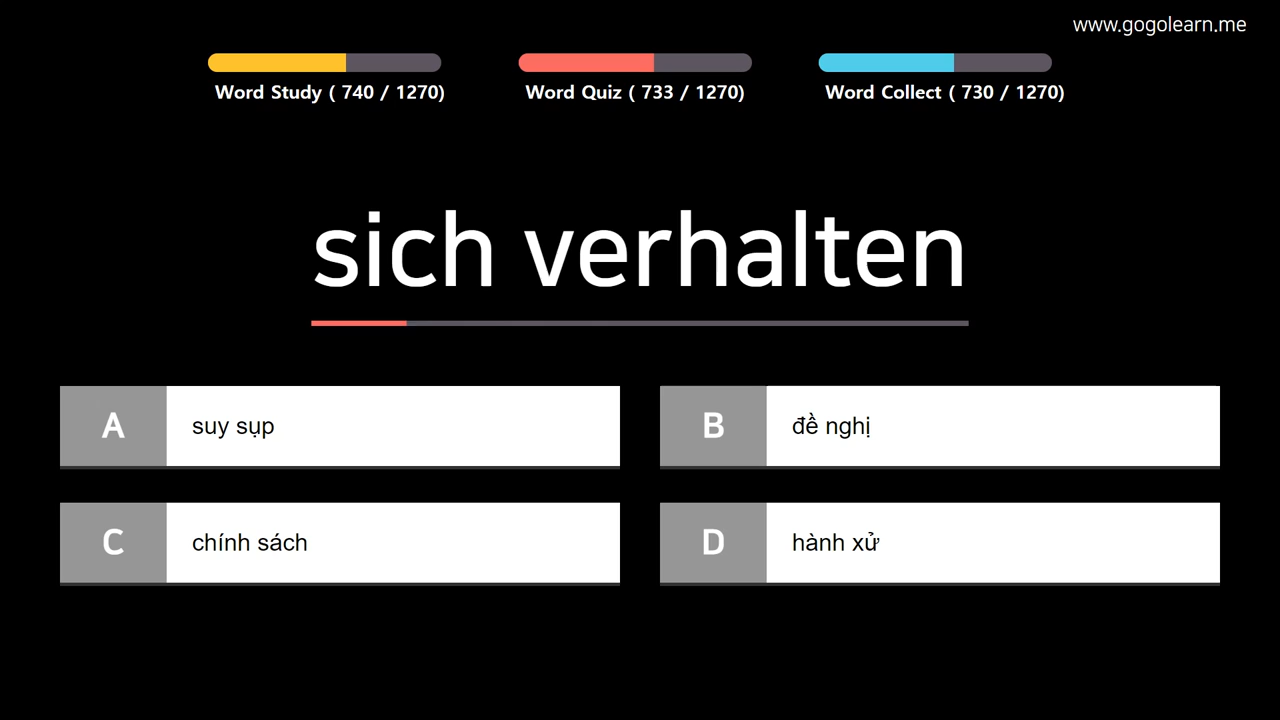 www.gogolearn.me
Word Study ( 740 / 1270)
Word Quiz ( 733 / 1270)
Word Collect ( 730 / 1270)
sich verhalten
A suy sụp
B đề nghị
C chính sách
D hành xử